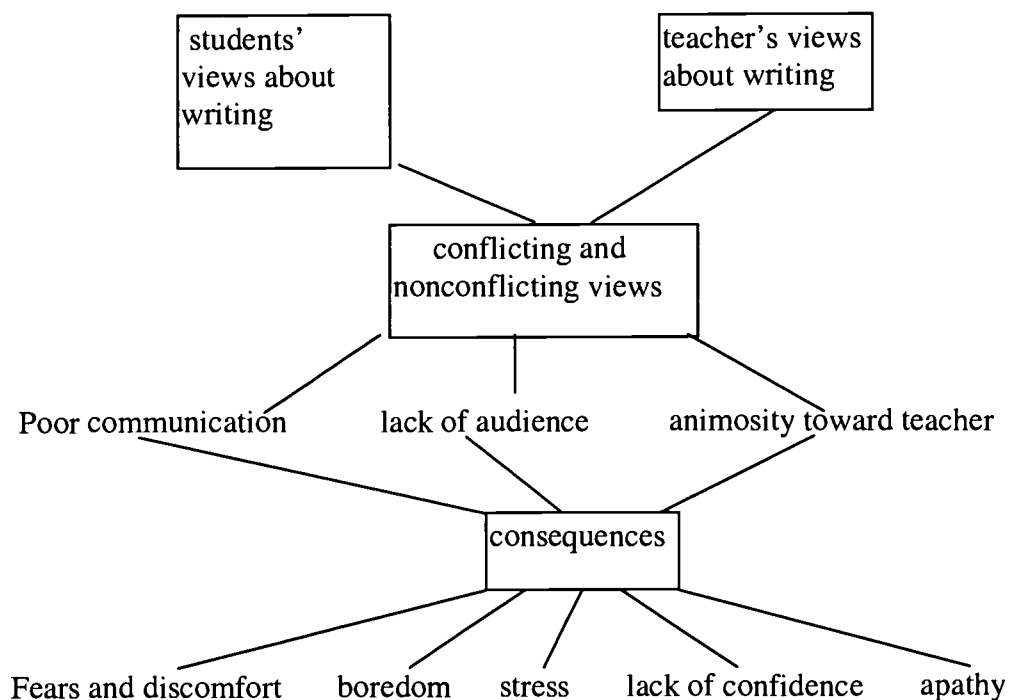 students'
views about
writing
teacher's views
about writing
conflicting and
nonconflicting views
Poor communication
lack of audience
animosity toward teacher
consequences
Fears and discomfort
boredom
stress
lack of confidence
apathy